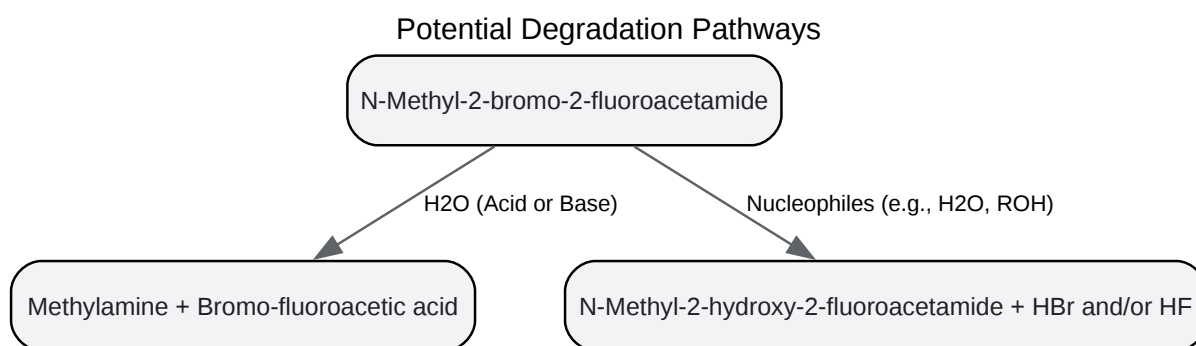 Potential Degradation Pathways
N-Methyl-2-bromo-2-fluoroacetamide
H2O (Acid or Base)
Nucleophiles (e.g., H2O, ROH)
Methylamine + Bromo-fluoroacetic acid
N-Methyl-2-hydroxy-2-fluoroacetamide + HBr and/or HF